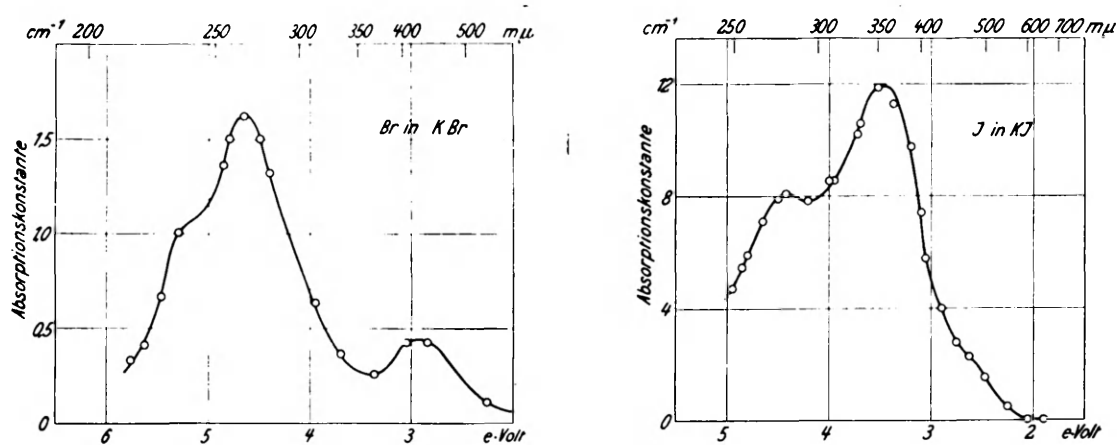 cm⁻¹ 200 250 300 350 400 500 mμ
Absorptionskonstante
1,5
1,0
0,5
0
Br in KBr
6 5 4 3 e·Volt
cm⁻¹ 250 300 350 400 500 600 700 mμ
Absorptionskonstante
12
8
4
0
J in KJ
5 4 3 2 e·Volt